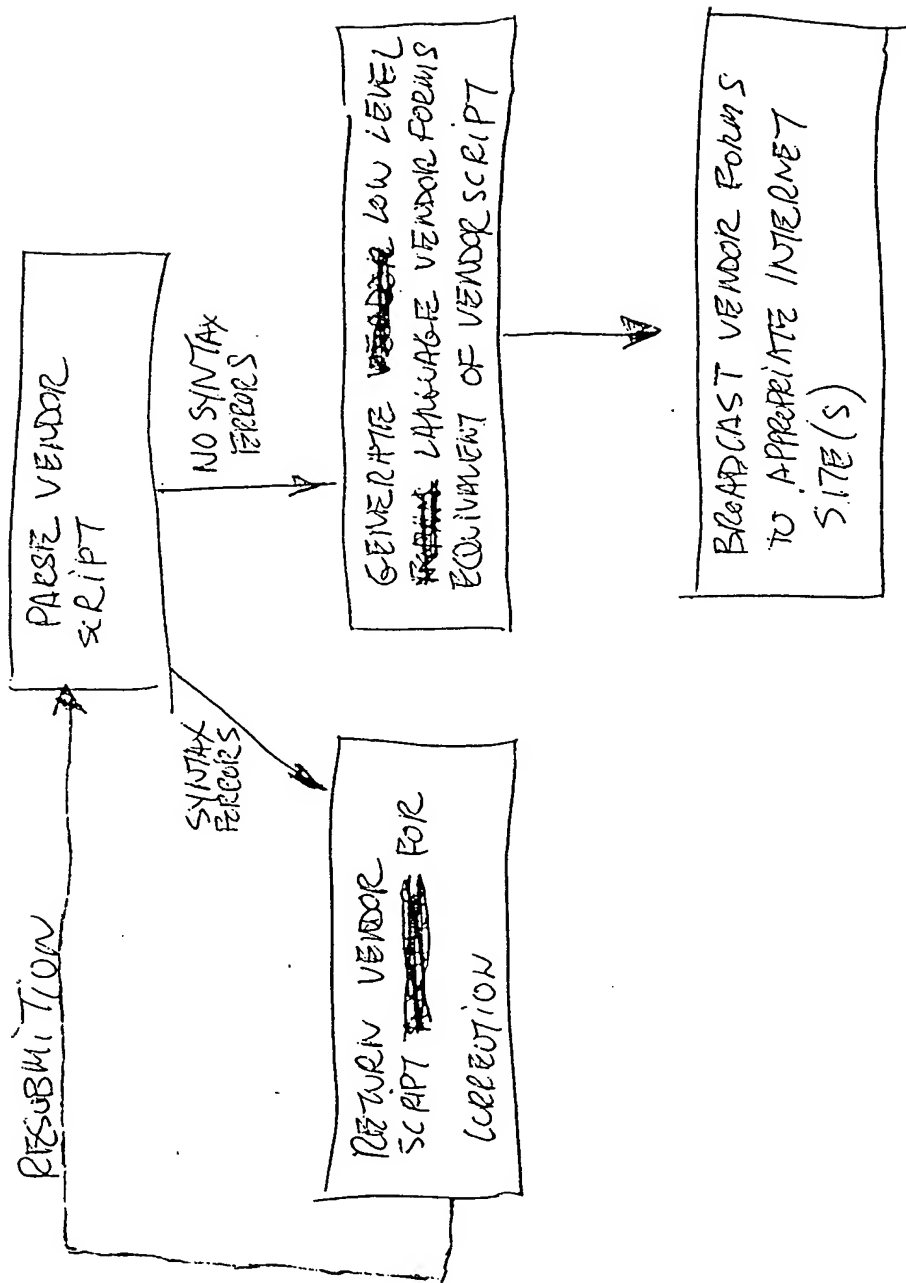 PARSE VENDOR
SCRIPT
NO SYNTAX
ERRORS
SYNTAX
ERRORS
RESUBMITION
GENERATE LOW LEVEL
LANGUAGE VENDOR FORMS
EQUIVALENT OF VENDOR SCRIPT
RETURN VENDOR
SCRIPT FOR
CORRECTION
BROADCAST VENDOR FORMS
TO APPROPRIATE INTERNET
SITE(S)